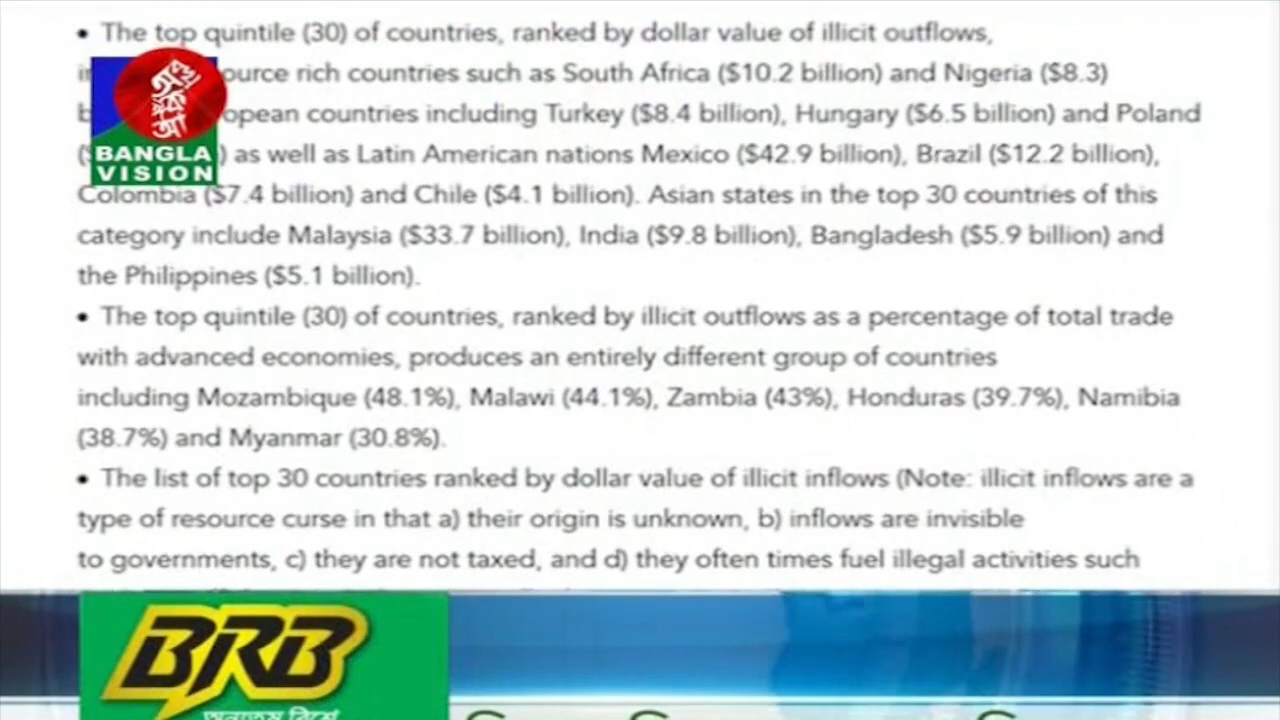 • The top quintile (30) of countries, ranked by dollar value of illicit outflows,
source rich countries such as South Africa ($10.2 billion) and Nigeria ($8.3)
opean countries including Turkey ($8.4 billion), Hungary ($6.5 billion) and Poland
) as well as Latin American nations Mexico ($42.9 billion), Brazil ($12.2 billion),
BANGLA
VISION
Colombia ($7.4 billion) and Chile ($4.1 billion). Asian states in the top 30 countries of this
category include Malaysia ($33.7 billion), India ($9.8 billion), Bangladesh ($5.9 billion) and
the Philippines ($5.1 billion).
• The top quintile (30) of countries, ranked by illicit outflows as a percentage of total trade
with advanced economies, produces an entirely different group of countries
including Mozambique (48.1%), Malawi (44.1%), Zambia (43%), Honduras (39.7%), Namibia
(38.7%) and Myanmar (30.8%).
• The list of top 30 countries ranked by dollar value of illicit inflows (Note: illicit inflows are a
type of resource curse in that a) their origin is unknown, b) inflows are invisible
to governments, c) they are not taxed, and d) they often times fuel illegal activities such
BRB